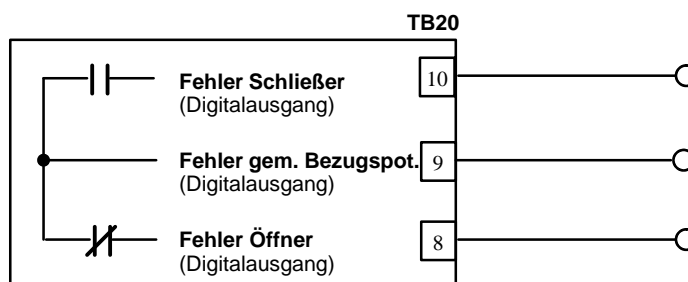 TB20
Fehler Schließer
(Digitalausgang)
10
Fehler gem. Bezugspot.
(Digitalausgang)
9
Fehler Öffner
(Digitalausgang)
8